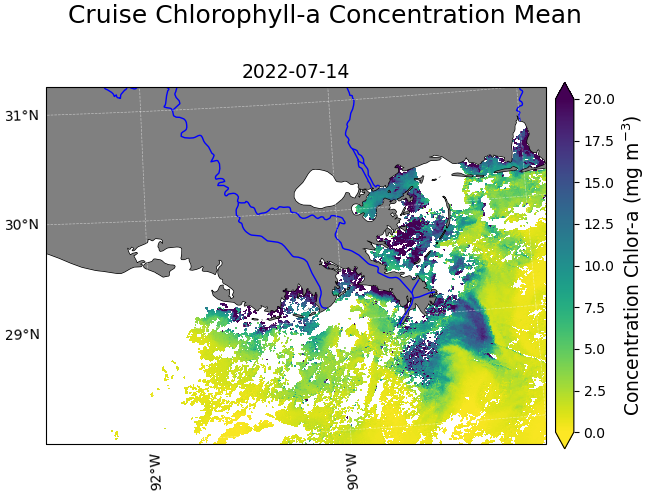 Cruise Chlorophyll-a Concentration Mean
2022-07-14
31°N
30°N
29°N
92°W
90°W
20.0
17.5
15.0
12.5
10.0
7.5
5.0
2.5
0.0
Concentration Chlor-a (mg m⁻³)